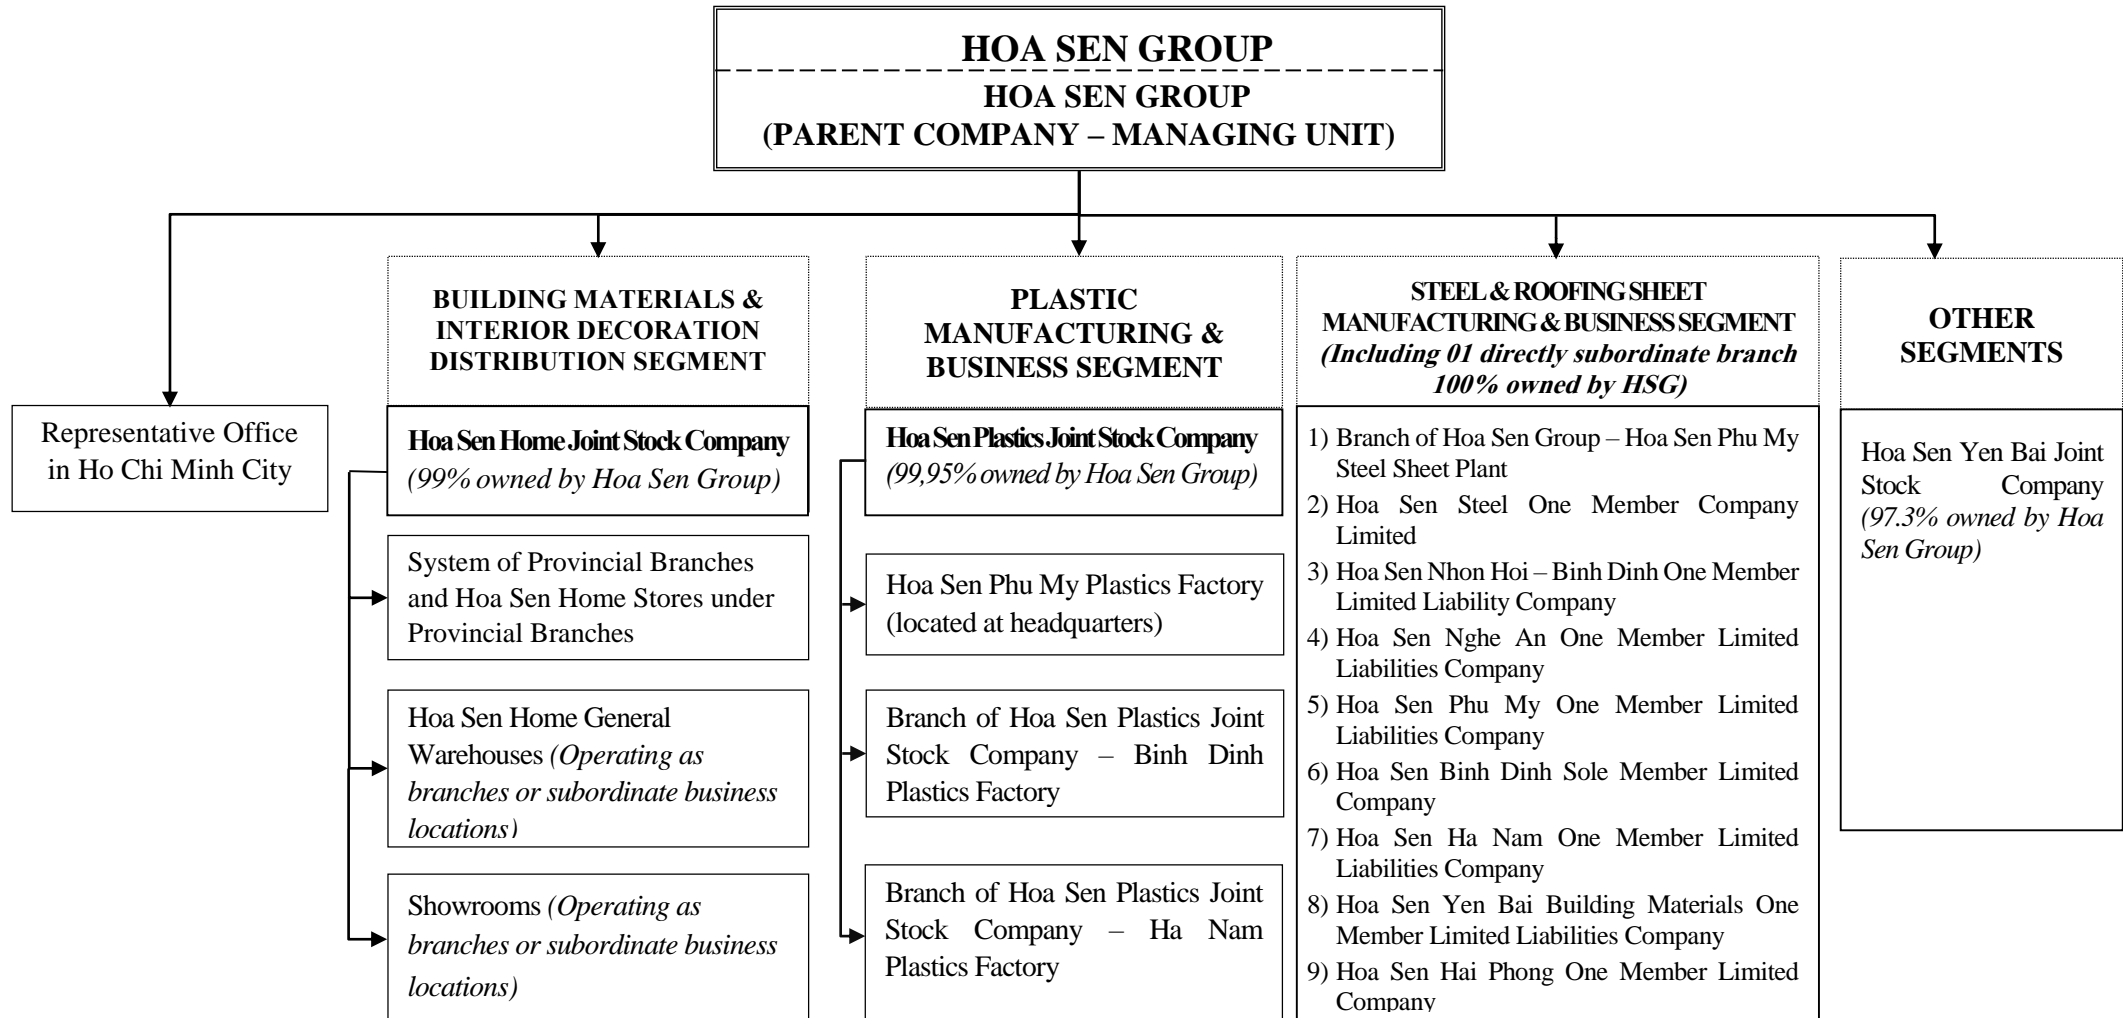 HOA SEN GROUP
HOA SEN GROUP
(PARENT COMPANY – MANAGING UNIT)
Representative Office
in Ho Chi Minh City
BUILDING MATERIALS &
INTERIOR DECORATION
DISTRIBUTION SEGMENT
Hoa Sen Home Joint Stock Company
(99% owned by Hoa Sen Group)
System of Provincial Branches
and Hoa Sen Home Stores under
Provincial Branches
Hoa Sen Home General
Warehouses (Operating as
branches or subordinate business
locations)
Showrooms (Operating as
branches or subordinate business
locations)
PLASTIC
MANUFACTURING &
BUSINESS SEGMENT
Hoa Sen Plastics Joint Stock Company
(99,95% owned by Hoa Sen Group)
Hoa Sen Phu My Plastics Factory
(located at headquarters)
Branch of Hoa Sen Plastics Joint
Stock Company – Binh Dinh
Plastics Factory
Branch of Hoa Sen Plastics Joint
Stock Company – Ha Nam
Plastics Factory
STEEL & ROOFING SHEET
MANUFACTURING & BUSINESS SEGMENT
(Including 01 directly subordinate branch
100% owned by HSG)
1) Branch of Hoa Sen Group – Hoa Sen Phu My
Steel Sheet Plant
2) Hoa Sen Steel One Member Company
Limited
3) Hoa Sen Nhon Hoi – Binh Dinh One Member
Limited Liability Company
4) Hoa Sen Nghe An One Member Limited
Liabilities Company
5) Hoa Sen Phu My One Member Limited
Liabilities Company
6) Hoa Sen Binh Dinh Sole Member Limited
Company
7) Hoa Sen Ha Nam One Member Limited
Liabilities Company
8) Hoa Sen Yen Bai Building Materials One
Member Limited Liabilities Company
9) Hoa Sen Hai Phong One Member Limited
Company
OTHER
SEGMENTS
Hoa Sen Yen Bai Joint
Stock Company
(97.3% owned by Hoa
Sen Group)